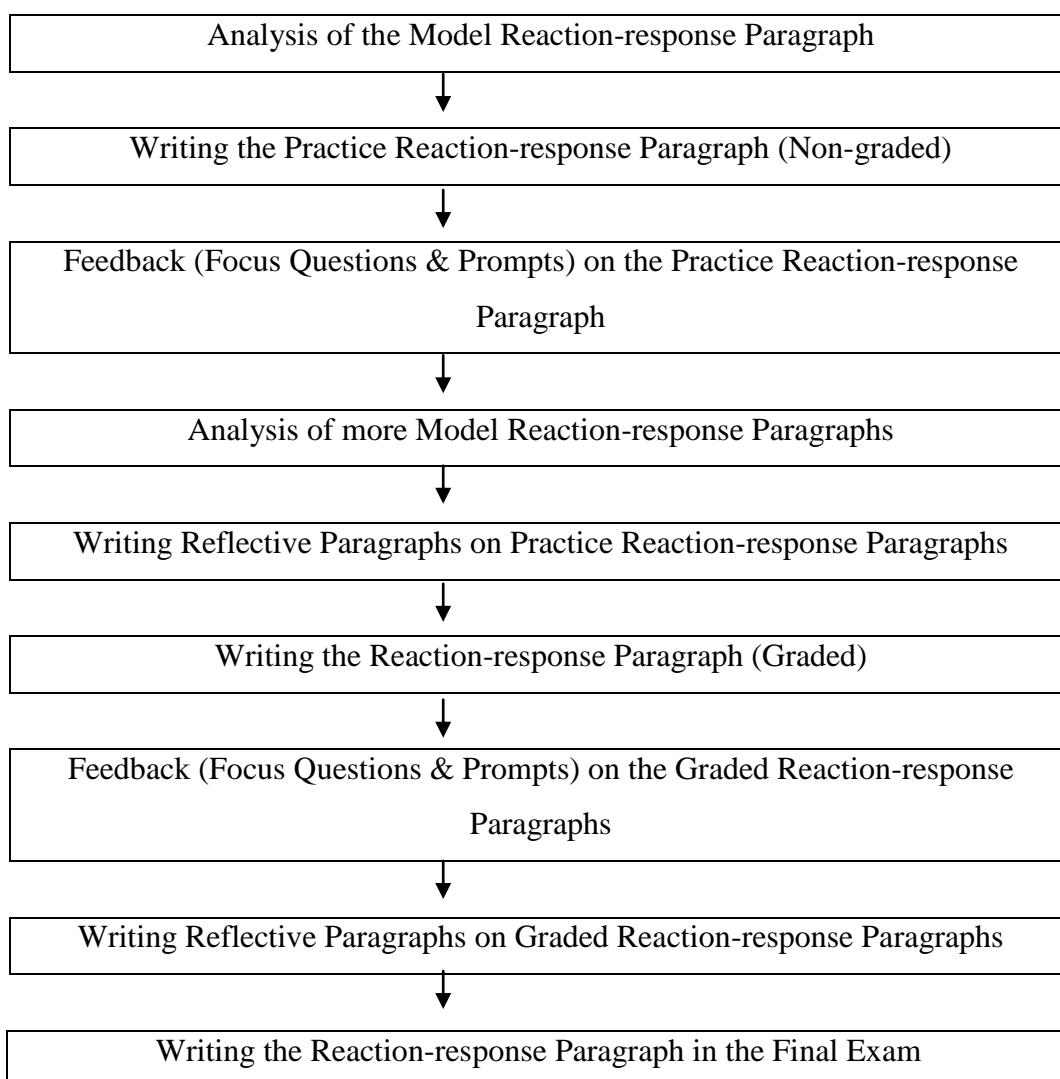 Analysis of the Model Reaction-response Paragraph
Writing the Practice Reaction-response Paragraph (Non-graded)
Feedback (Focus Questions & Prompts) on the Practice Reaction-response
Paragraph
Analysis of more Model Reaction-response Paragraphs
Writing Reflective Paragraphs on Practice Reaction-response Paragraphs
Writing the Reaction-response Paragraph (Graded)
Feedback (Focus Questions & Prompts) on the Graded Reaction-response
Paragraphs
Writing Reflective Paragraphs on Graded Reaction-response Paragraphs
Writing the Reaction-response Paragraph in the Final Exam